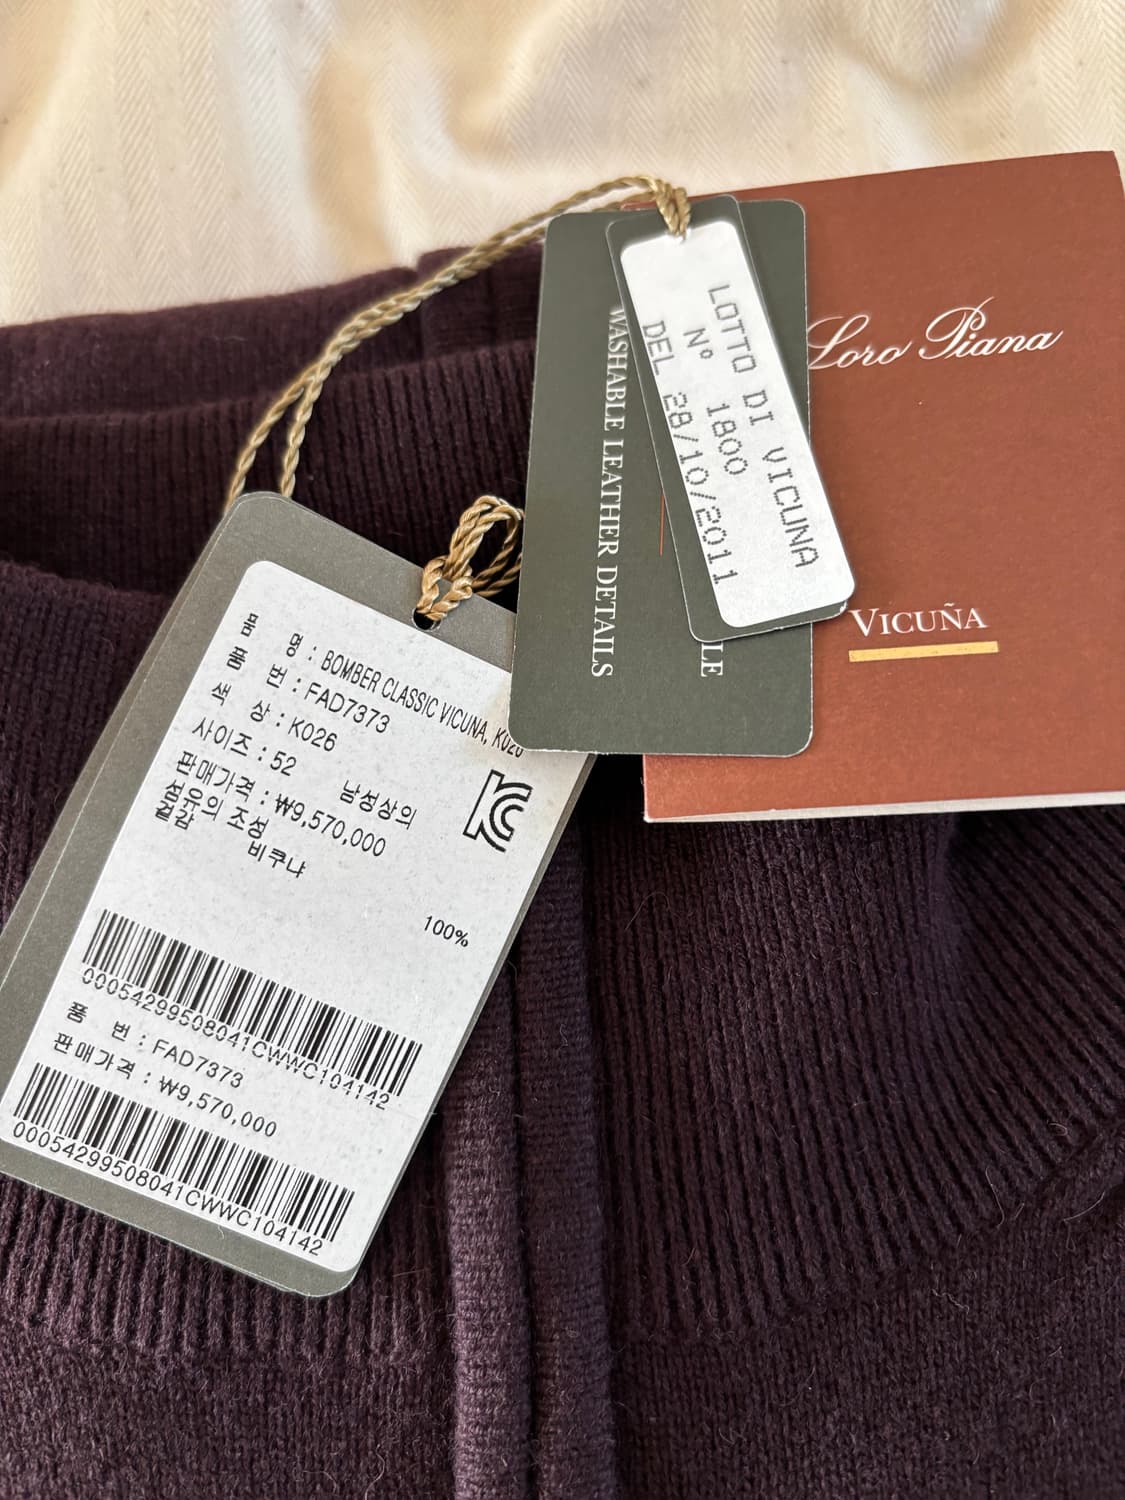 품 명 : BOMBER CLASSIC VICUNA, K026
품 번 : FAD7373
색 상 : K026
사이즈 : 52 남성상의
판매가격 : ₩9,570,000
섬유의 조성
겉감
비쿠냐
100%
00054299508041CWWC104142
품 번 : FAD7373
판매가격 : ₩9,570,000
00054299508041CWWC104142
WASHABLE LEATHER DETAILS
LOTTO DI VICUNA
N° 1800
DEL 28/10/2011
Loro Piana
VICUÑA